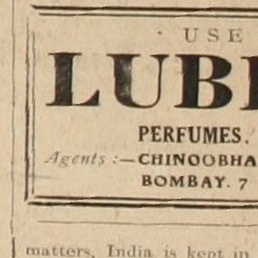 USE
LUB
PERFUMES.
Agents :—CHINOOBHA
BOMBAY. 7
matters, India is kept in